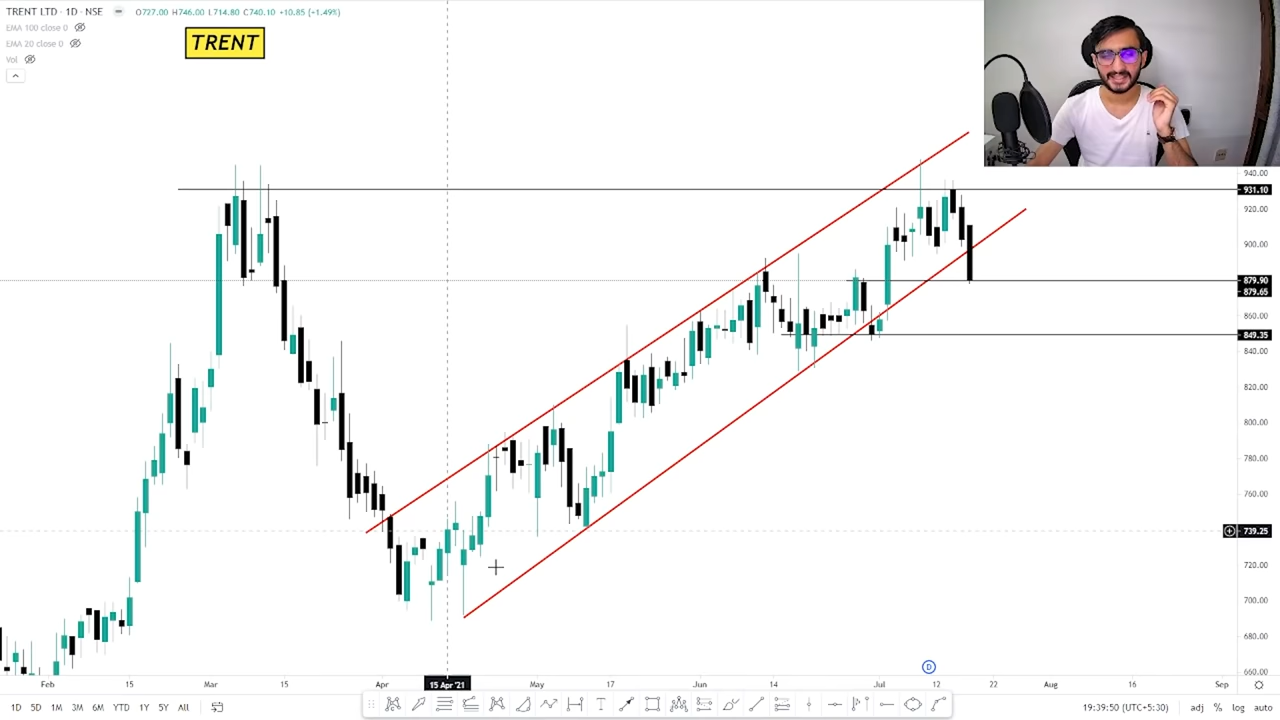 TRENT LTD · 1D · NSE
O727.00 H746.00 L714.80 C740.10 +10.85 (+1.49%)
EMA 100 close 0
EMA 20 close 0
Vol
TRENT
940.00
931.10
920.00
900.00
879.90
879.65
860.00
849.35
840.00
820.00
800.00
780.00
760.00
739.25
720.00
700.00
680.00
660.00
D
Feb 15 Mar 15 Apr 15 Apr '21 May 17 Jun 14 Jul 12 22 Aug 16 Sep
1D 5D 1M 3M 6M YTD 1Y 5Y
T
19:39:50 (UTC+5:30) adj % log auto